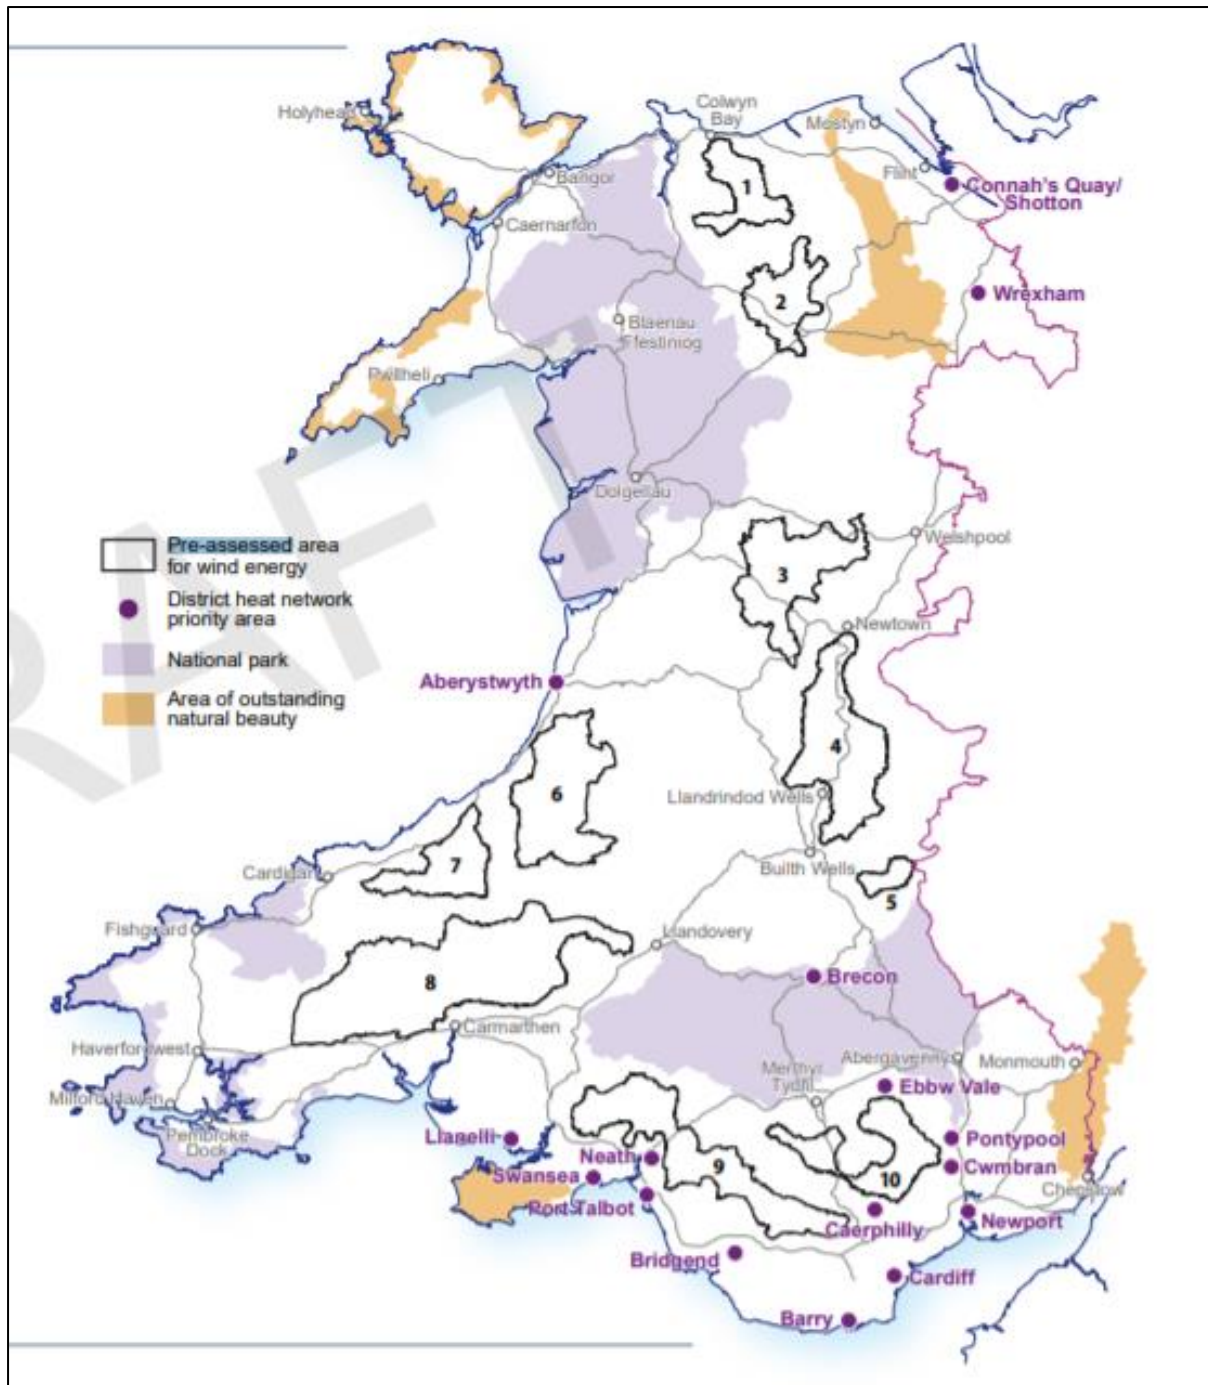 Holyhead
Bangor
Caernarfon
Colwyn
Bay
Mostyn
Flint
Connah's Quay/
Shotton
1
2
Wrexham
Blaenau
Ffestiniog
Pwllheli
Dolgellau
Welshpool
3
Newtown
Pre-assessed area
for wind energy
District heat network
priority area
National park
Area of outstanding
natural beauty
RAFT
Aberystwyth
4
6
Llandrindod Wells
7
Builth Wells
5
Cardigan
Fishguard
Llandovery
8
Brecon
Carmarthen
Haverfordwest
Merthyr
Tydfil
Abergavenny
Monmouth
Ebbw Vale
Milford Haven
Pembroke
Dock
Llanelli
Pontypool
Neath
9
10
Cwmbran
Swansea
Chepstow
Port Talbot
Caerphilly
Newport
Bridgend
Cardiff
Barry